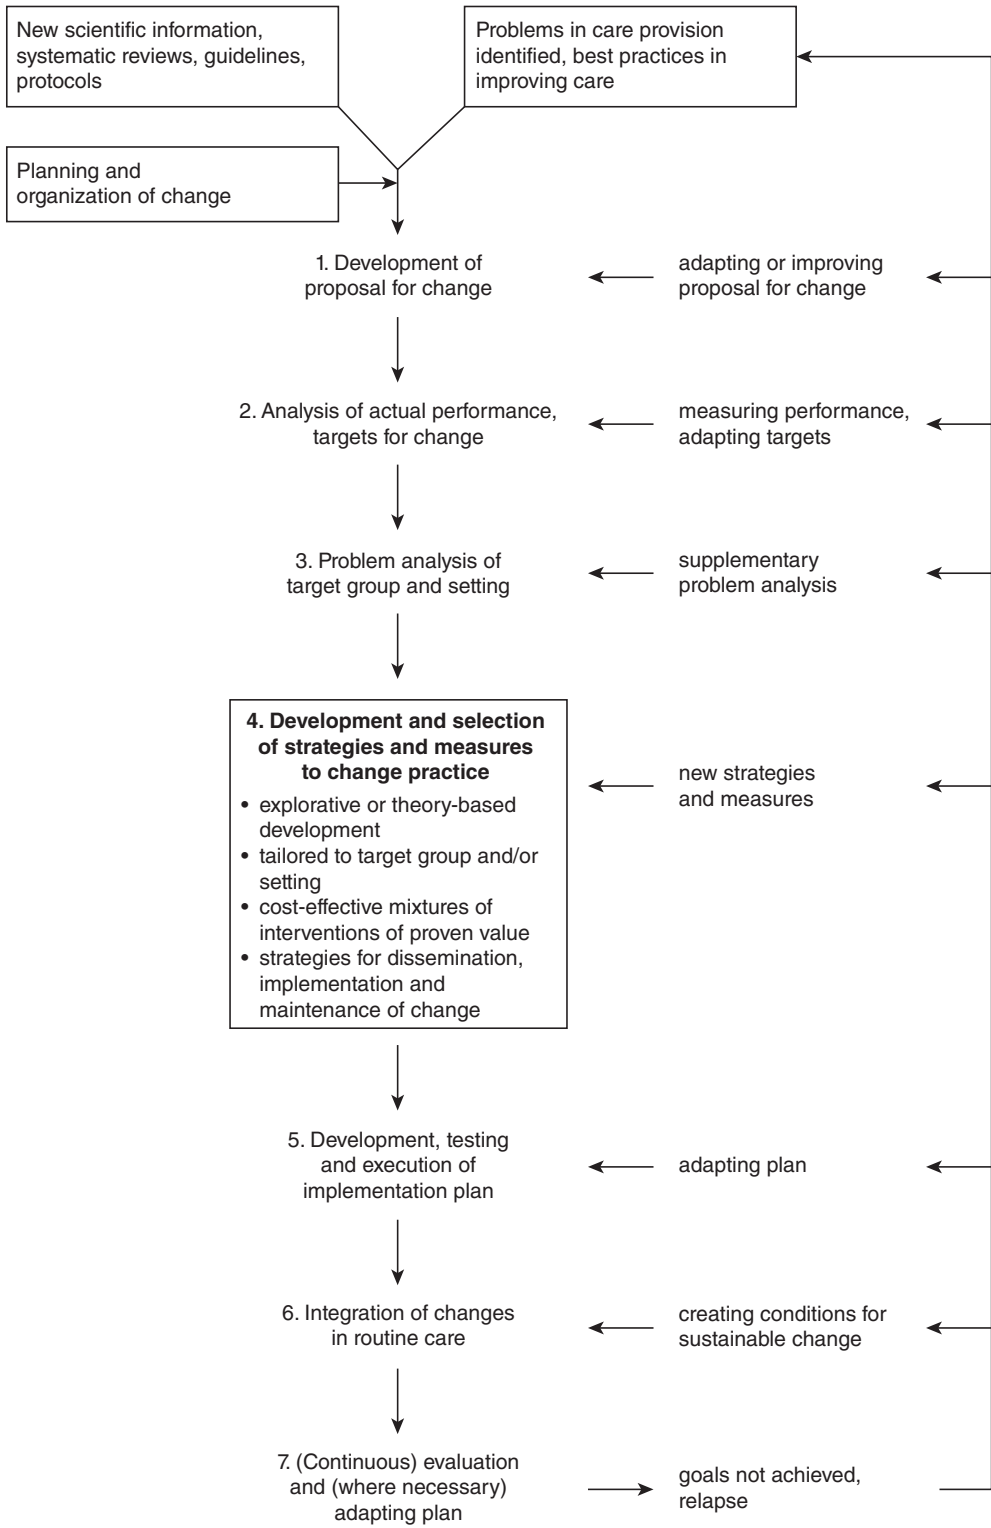 New scientific information,
systematic reviews, guidelines,
protocols
Problems in care provision
identified, best practices in
improving care
Planning and
organization of change
1. Development of
proposal for change
adapting or improving
proposal for change
2. Analysis of actual performance,
targets for change
measuring performance,
adapting targets
3. Problem analysis of
target group and setting
supplementary
problem analysis
4. Development and selection
of strategies and measures
to change practice
• explorative or theory-based
development
• tailored to target group and/or
setting
• cost-effective mixtures of
interventions of proven value
• strategies for dissemination,
implementation and
maintenance of change
new strategies
and measures
5. Development, testing
and execution of
implementation plan
adapting plan
6. Integration of changes
in routine care
creating conditions for
sustainable change
7. (Continuous) evaluation
and (where necessary)
adapting plan
goals not achieved,
relapse